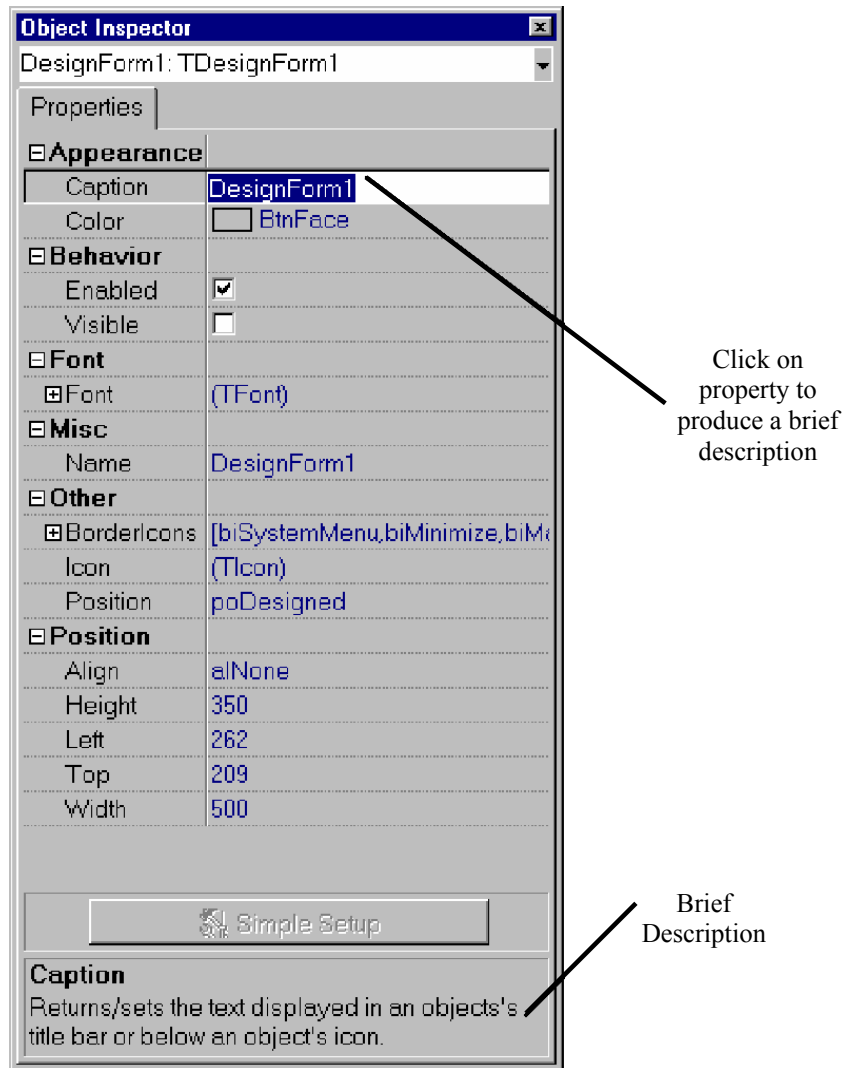 Object Inspector
DesignForm1: TDesignForm1
Properties
Appearance
Caption DesignForm1
Color BtnFace
Behavior
Enabled
Visible
Font
Font (TFont)
Misc
Name DesignForm1
Other
BorderIcons [biSystemMenu,biMinimize,biMa
Icon (TIcon)
Position poDesigned
Position
Align alNone
Height 350
Left 262
Top 209
Width 500
Simple Setup
Caption
Returns/sets the text displayed in an objects's
title bar or below an object's icon.
Click on
property to
produce a brief
description
Brief
Description